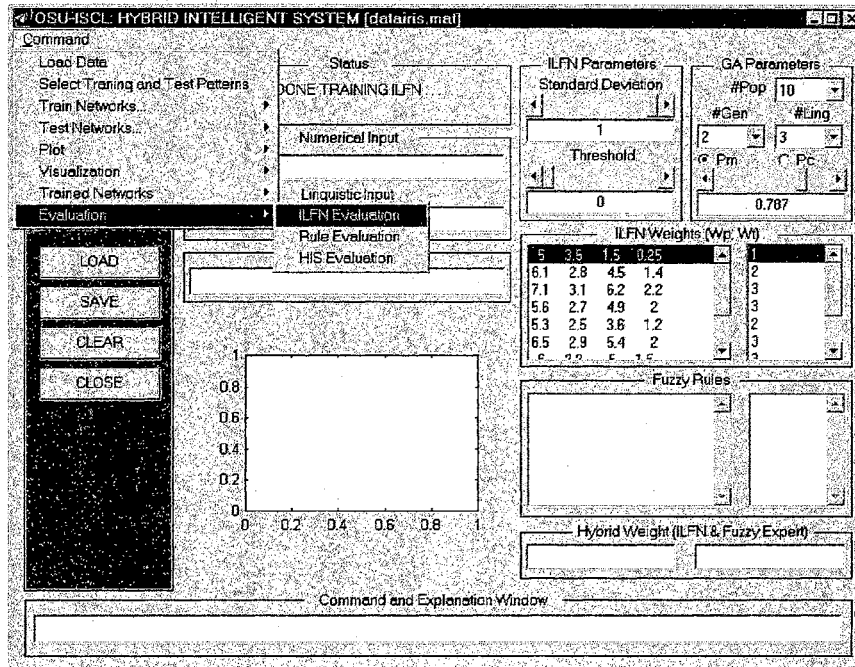 OSU-ISCL: HYBRID INTELLIGENT SYSTEM [datairis.mat]
Command
Load Data
Select Traning and Test Patterns
Train Networks...
Test Networks...
Plot
Visualization
Trained Networks
Evaluation
ILFN Evaluation
Rule Evaluation
HIS Evaluation
LOAD
SAVE
CLEAR
CLOSE
Status
DONE TRAINING ILFN
Numerical Input
Linguistic Input
1
0.8
0.6
0.4
0.2
0
0 0.2 0.4 0.6 0.8 1
ILFN Parameters
Standard Deviation
1
Threshold
0
GA Parameters
#Pop 10
#Gen #Ling
2 3
Pm Pc
0.787
ILFN Weights (Wp, Wt)
5 3.5 1.5 0.25 1
6.1 2.8 4.5 1.4 2
7.1 3.1 6.2 2.2 3
5.6 2.7 4.9 2 3
5.3 2.5 3.6 1.2 2
6.5 2.9 5.4 2 3
Fuzzy Rules
Hybrid Weight (ILFN & Fuzzy Expert)
Command and Explanation Window